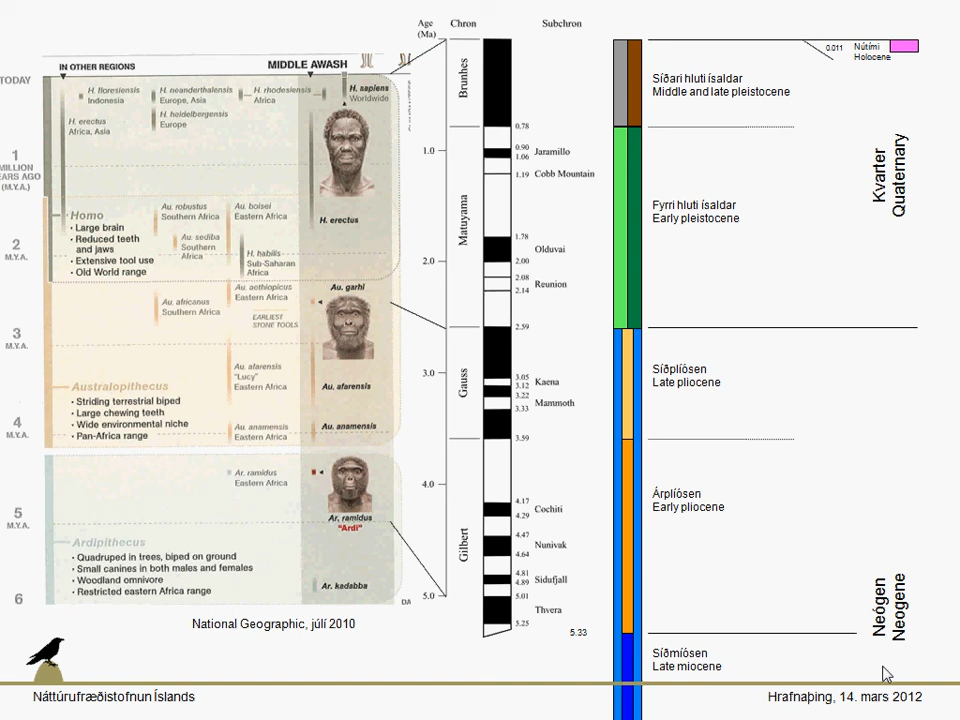 IN OTHER REGIONS
MIDDLE AWASH
TODAY
H. floresiensis
Indonesia
H. neanderthalensis
Europe, Asia
H. rhodesiensis
Africa
H. sapiens
Worldwide
H. erectus
Africa, Asia
H. heidelbergensis
Europe
1
MILLION
EARS AGO
(M.Y.A.)
Homo
• Large brain
• Reduced teeth
and jaws
• Extensive tool use
• Old World range
Au. robustus
Southern Africa
Au. boisei
Eastern Africa
H. erectus
Au. sediba
Southern
Africa
H. habilis
Sub-Saharan
Africa
2
M.Y.A.
Au. aethiopicus
Eastern Africa
Au. garhi
Au. africanus
Southern Africa
EARLIEST
STONE TOOLS
3
M.Y.A.
Au. afarensis
"Lucy"
Eastern Africa
Au. afarensis
Australopithecus
• Striding terrestrial biped
• Large chewing teeth
• Wide environmental niche
• Pan-Africa range
Au. anamensis
Eastern Africa
Au. anamensis
4
M.Y.A.
Ar. ramidus
Eastern Africa
Ar. ramidus
"Ardi"
5
M.Y.A.
Ardipithecus
• Quadruped in trees, biped on ground
• Small canines in both males and females
• Woodland omnivore
• Restricted eastern Africa range
Ar. kadabba
6
DA
National Geographic, júlí 2010
Age
(Ma)
Chron
Subchron
Brunhes
0.78
0.90
1.0
1.06
Jaramillo
1.19
Cobb Mountain
Matuyama
1.78
Olduvai
2.0
2.00
2.08
Reunion
2.14
2.59
Gauss
3.0
3.05
Kaena
3.12
3.22
Mammoth
3.33
3.59
Gilbert
4.0
4.17
Cochiti
4.29
4.47
Nunivak
4.64
4.81
Sidufjall
4.89
5.0
5.01
Thvera
5.25
5.33
0.011
Nútími
Holocene
Síðari hluti ísaldar
Middle and late pleistocene
Kvarter
Quaternary
Fyrri hluti ísaldar
Early pleistocene
Síðplíósen
Late pliocene
Árplíósen
Early pliocene
Neógen
Neogene
Síðmíósen
Late miocene
Náttúrufræðistofnun Íslands
Hrafnaþing, 14. mars 2012